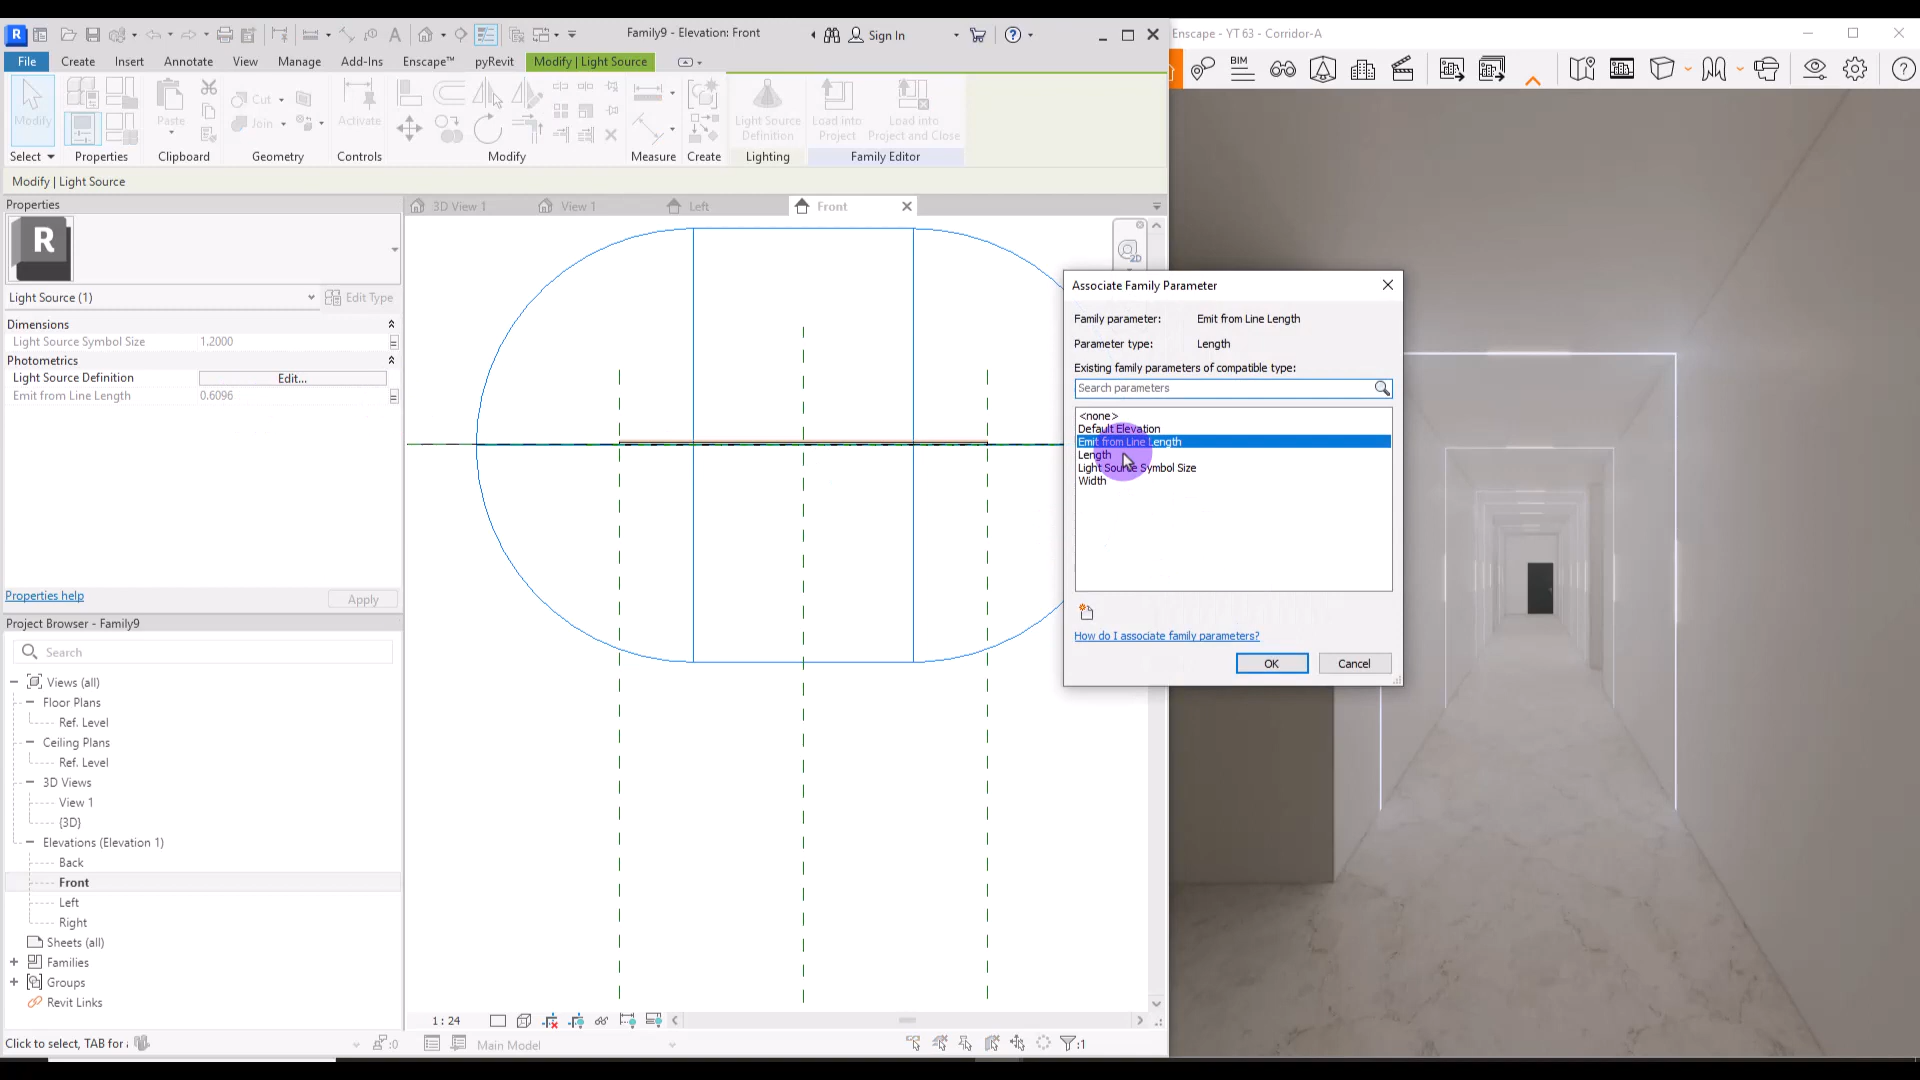 Family9 - Elevation: Front
Sign In
Enscape - YT 63 - Corridor-A
File
Create
Insert
Annotate
View
Manage
Add-Ins
Enscape™
pyRevit
Modify | Light Source
BIM
Modify
Paste
Cut
Join
Activate
Light Source
Definition
Load into
Project
Load into
Project and Close
Select
Properties
Clipboard
Geometry
Controls
Modify
Measure
Create
Lighting
Family Editor
Modify | Light Source
Properties
3D View 1
View 1
Left
Front
R
Light Source (1)
Edit Type
Dimensions
Light Source Symbol Size
1.2000
Photometrics
Light Source Definition
Edit...
Emit from Line Length
0.6096
2D
Associate Family Parameter
Family parameter:
Emit from Line Length
Parameter type:
Length
Existing family parameters of compatible type:
Search parameters
<none>
Default Elevation
Emit from Line Length
Length
Light Source Symbol Size
Width
How do I associate family parameters?
OK
Cancel
Properties help
Apply
Project Browser - Family9
Search
Views (all)
Floor Plans
Ref. Level
Ceiling Plans
Ref. Level
3D Views
View 1
{3D}
Elevations (Elevation 1)
Back
Front
Left
Right
Sheets (all)
Families
Groups
Revit Links
1 : 24
Click to select, TAB for
:0
Main Model
:1